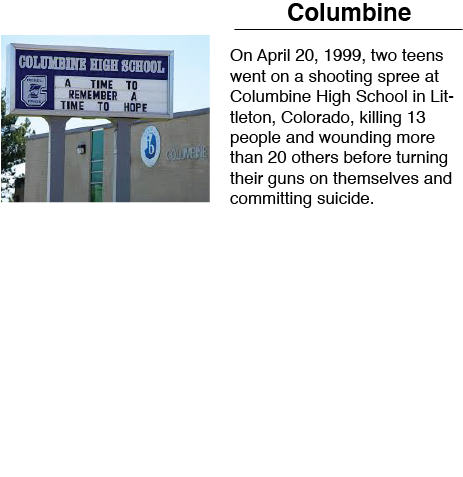 Columbine
COLUMBINE HIGH SCHOOL
A TIME TO
REMEMBER A
TIME TO HOPE
COLUMBINE
On April 20, 1999, two teens
went on a shooting spree at
Columbine High School in Lit-
tleton, Colorado, killing 13
people and wounding more
than 20 others before turning
their guns on themselves and
committing suicide.